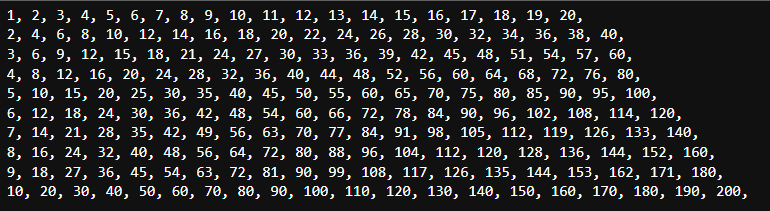 1, 2, 3, 4, 5, 6, 7, 8, 9, 10, 11, 12, 13, 14, 15, 16, 17, 18, 19, 20,
2, 4, 6, 8, 10, 12, 14, 16, 18, 20, 22, 24, 26, 28, 30, 32, 34, 36, 38, 40,
3, 6, 9, 12, 15, 18, 21, 24, 27, 30, 33, 36, 39, 42, 45, 48, 51, 54, 57, 60,
4, 8, 12, 16, 20, 24, 28, 32, 36, 40, 44, 48, 52, 56, 60, 64, 68, 72, 76, 80,
5, 10, 15, 20, 25, 30, 35, 40, 45, 50, 55, 60, 65, 70, 75, 80, 85, 90, 95, 100,
6, 12, 18, 24, 30, 36, 42, 48, 54, 60, 66, 72, 78, 84, 90, 96, 102, 108, 114, 120,
7, 14, 21, 28, 35, 42, 49, 56, 63, 70, 77, 84, 91, 98, 105, 112, 119, 126, 133, 140,
8, 16, 24, 32, 40, 48, 56, 64, 72, 80, 88, 96, 104, 112, 120, 128, 136, 144, 152, 160,
9, 18, 27, 36, 45, 54, 63, 72, 81, 90, 99, 108, 117, 126, 135, 144, 153, 162, 171, 180,
10, 20, 30, 40, 50, 60, 70, 80, 90, 100, 110, 120, 130, 140, 150, 160, 170, 180, 190, 200,